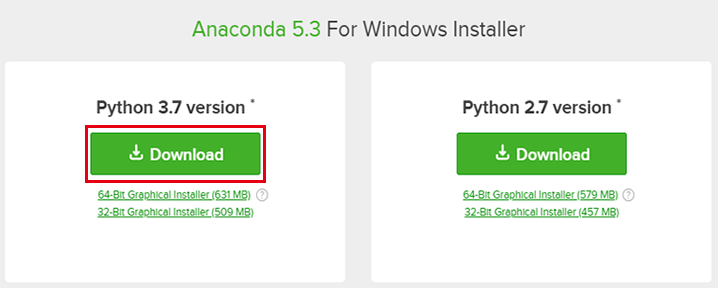 Anaconda 5.3 For Windows Installer
Python 3.7 version *
Download
64-Bit Graphical Installer (631 MB) ?
32-Bit Graphical Installer (509 MB)
Python 2.7 version *
Download
64-Bit Graphical Installer (579 MB) ?
32-Bit Graphical Installer (457 MB)